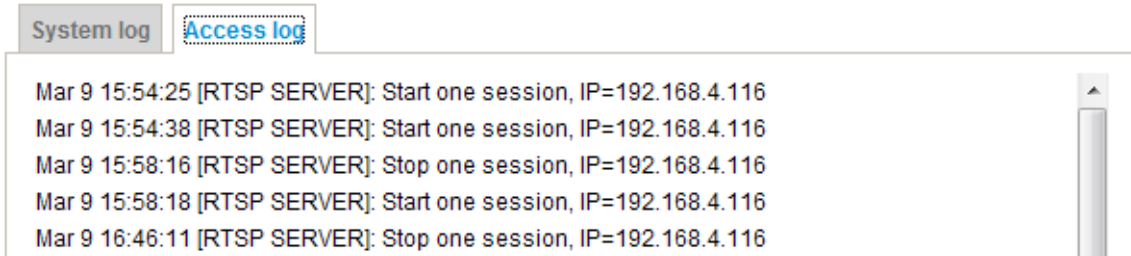 System log Access log
Mar 9 15:54:25 [RTSP SERVER]: Start one session, IP=192.168.4.116
Mar 9 15:54:38 [RTSP SERVER]: Start one session, IP=192.168.4.116
Mar 9 15:58:16 [RTSP SERVER]: Stop one session, IP=192.168.4.116
Mar 9 15:58:18 [RTSP SERVER]: Start one session, IP=192.168.4.116
Mar 9 16:46:11 [RTSP SERVER]: Stop one session, IP=192.168.4.116